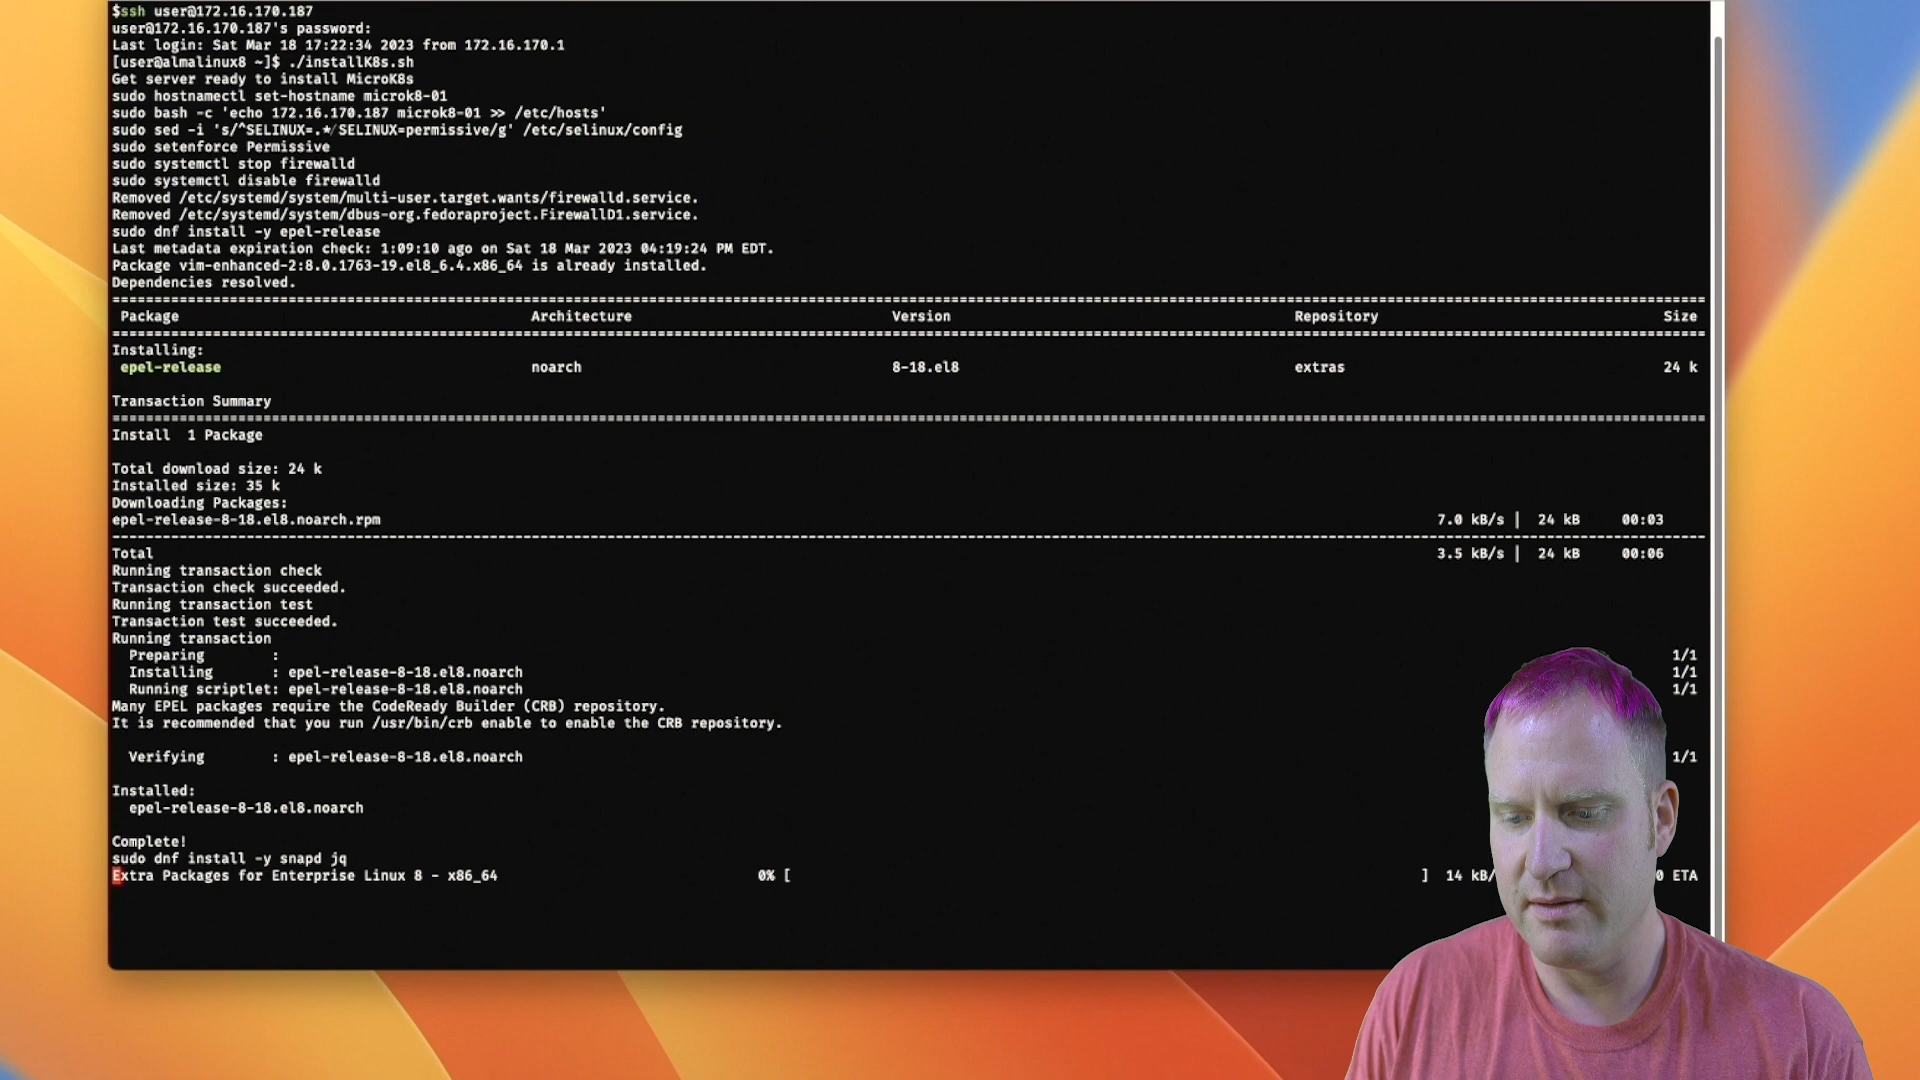 $ssh user@172.16.170.187
user@172.16.170.187's password:
Last login: Sat Mar 18 17:22:34 2023 from 172.16.170.1
[user@almalinux8 ~]$ ./installK8s.sh
Get server ready to install MicroK8s
sudo hostnamectl set-hostname microk8-01
sudo bash -c 'echo 172.16.170.187 microk8-01 >> /etc/hosts'
sudo sed -i 's/^SELINUX=.*/SELINUX=permissive/g' /etc/selinux/config
sudo setenforce Permissive
sudo systemctl stop firewalld
sudo systemctl disable firewalld
Removed /etc/systemd/system/multi-user.target.wants/firewalld.service.
Removed /etc/systemd/system/dbus-org.fedoraproject.FirewallD1.service.
sudo dnf install -y epel-release
Last metadata expiration check: 1:09:10 ago on Sat 18 Mar 2023 04:19:24 PM EDT.
Package vim-enhanced-2:8.0.1763-19.el8_6.4.x86_64 is already installed.
Dependencies resolved.
Package Architecture Version Repository Size
Installing:
epel-release noarch 8-18.el8 extras 24 k
Transaction Summary
Install 1 Package
Total download size: 24 k
Installed size: 35 k
Downloading Packages:
epel-release-8-18.el8.noarch.rpm 7.0 kB/s | 24 kB 00:03
Total 3.5 kB/s | 24 kB 00:06
Running transaction check
Transaction check succeeded.
Running transaction test
Transaction test succeeded.
Running transaction
Preparing : 1/1
Installing : epel-release-8-18.el8.noarch 1/1
Running scriptlet: epel-release-8-18.el8.noarch 1/1
Many EPEL packages require the CodeReady Builder (CRB) repository.
It is recommended that you run /usr/bin/crb enable to enable the CRB repository.
Verifying : epel-release-8-18.el8.noarch 1/1
Installed:
epel-release-8-18.el8.noarch
Complete!
sudo dnf install -y snapd jq
Extra Packages for Enterprise Linux 8 - x86_64 0% [ ] 14 kB/ 0 ETA